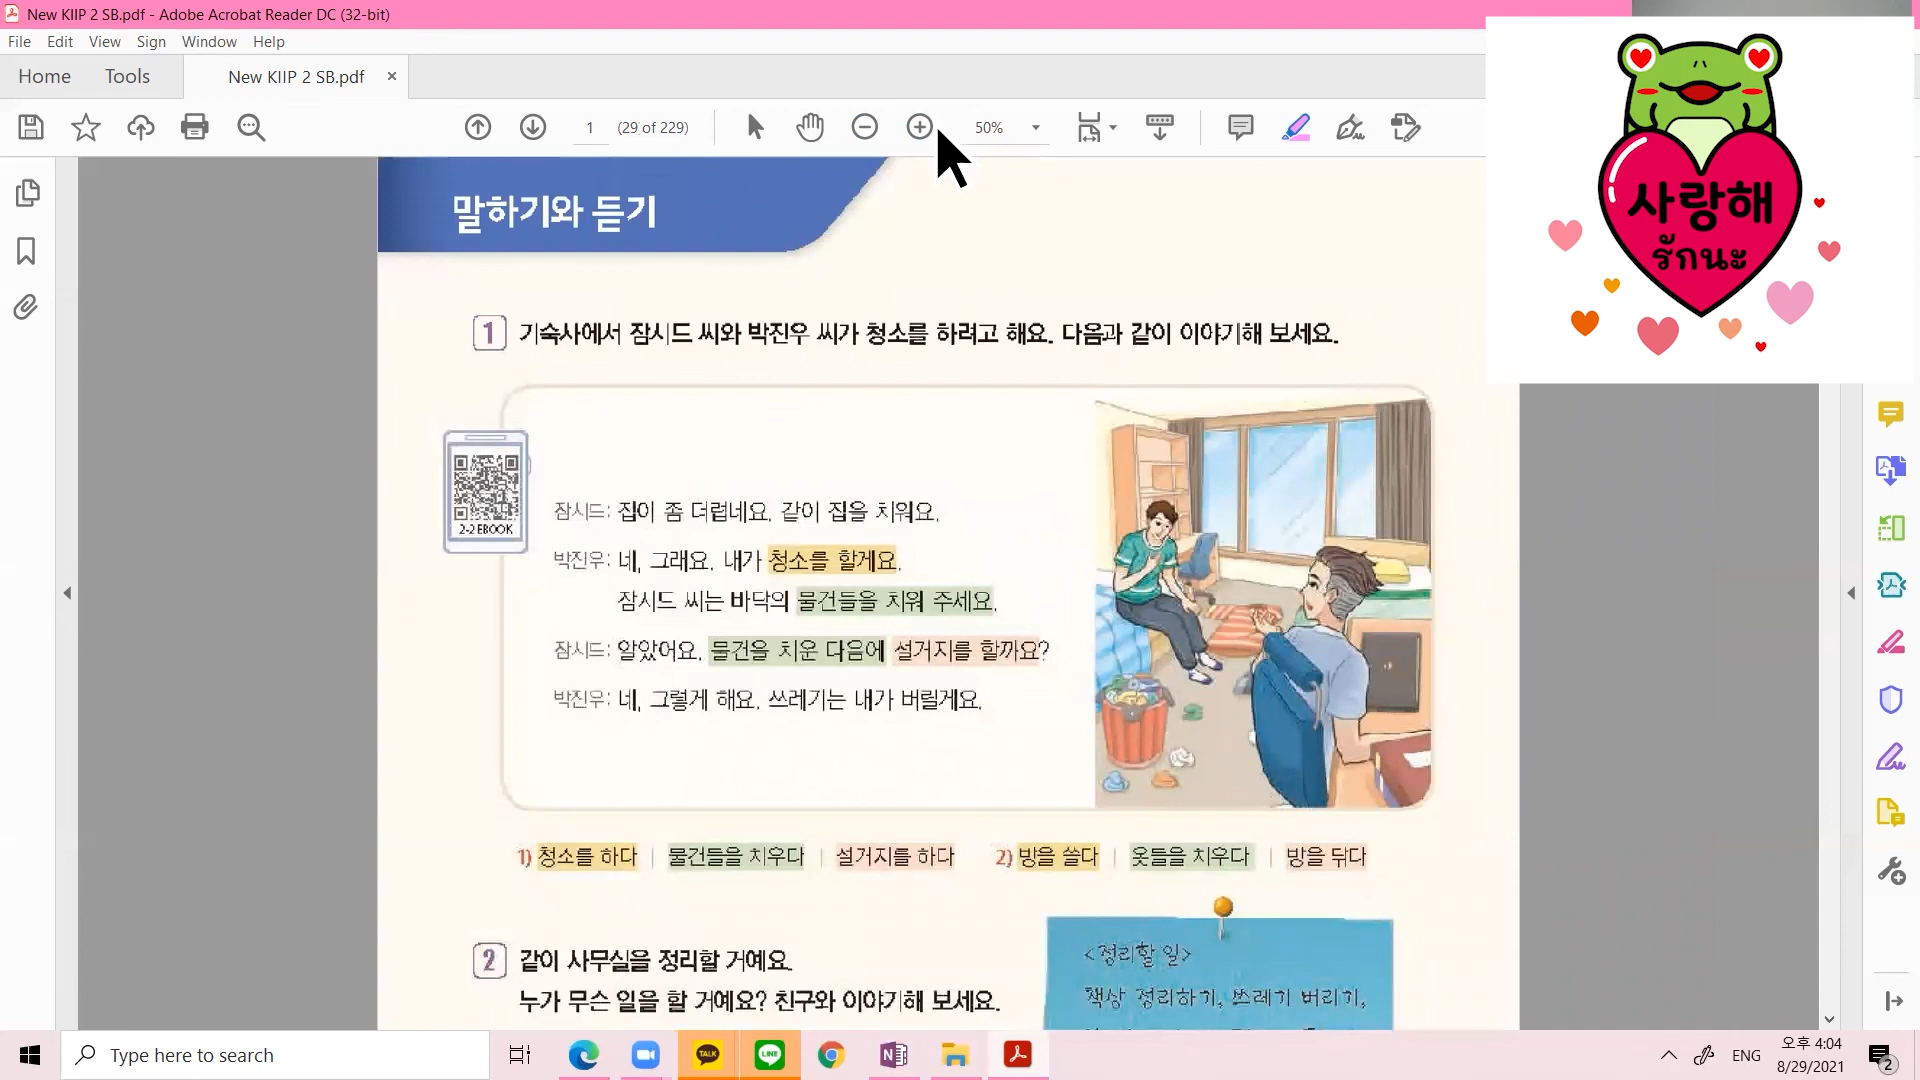 New KIIP 2 SB.pdf - Adobe Acrobat Reader DC (32-bit)
File Edit View Sign Window Help
Home Tools New KIIP 2 SB.pdf ×
1 (29 of 229) 50%
사랑해
รักนะ
말하기와 듣기
1 기숙사에서 잠시드 씨와 박진우 씨가 청소를 하려고 해요. 다음과 같이 이야기해 보세요.
2-2 EBOOK
잠시드: 집이 좀 더럽네요. 같이 집을 치워요.
박진우: 네, 그래요. 내가 청소를 할게요.
잠시드 씨는 바닥의 물건들을 치워 주세요.
잠시드: 알았어요. 물건을 치운 다음에 설거지를 할까요?
박진우: 네, 그렇게 해요. 쓰레기는 내가 버릴게요.
1) 청소를 하다 | 물건들을 치우다 | 설거지를 하다 2) 방을 쓸다 | 옷들을 치우다 | 방을 닦다
2 같이 사무실을 정리할 거예요.
누가 무슨 일을 할 거예요? 친구와 이야기해 보세요.
<정리할 일>
책상 정리하기, 쓰레기 버리기,
Type here to search
TALK
LINE
ENG
오후 4:04
8/29/2021
2